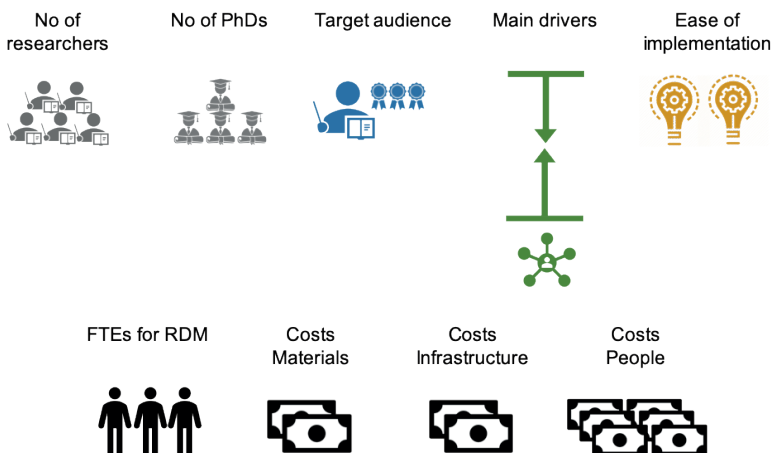 No of
researchers
No of PhDs
Target audience
Main drivers
Ease of
implementation
FTEs for RDM
Costs
Materials
Costs
Infrastructure
Costs
People